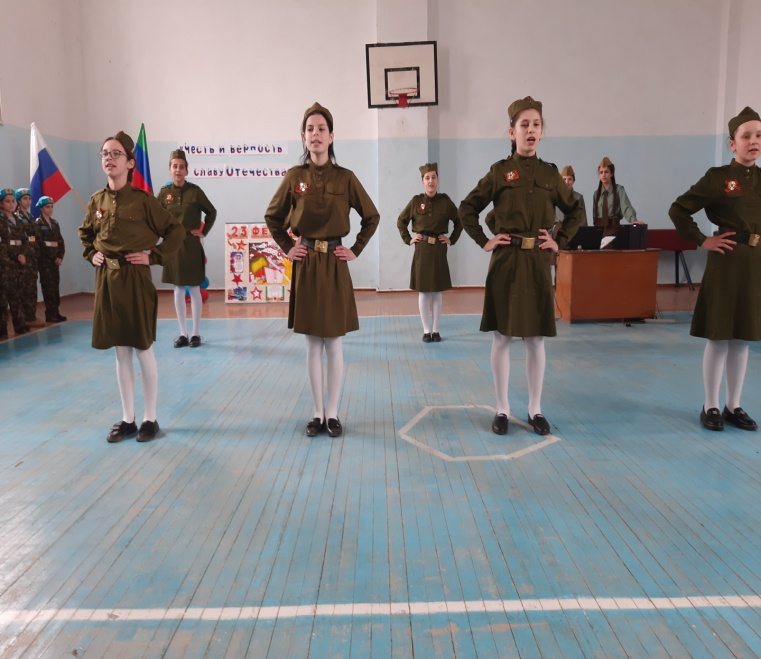 Честь и верность
славу Отечества
23 ФЕ